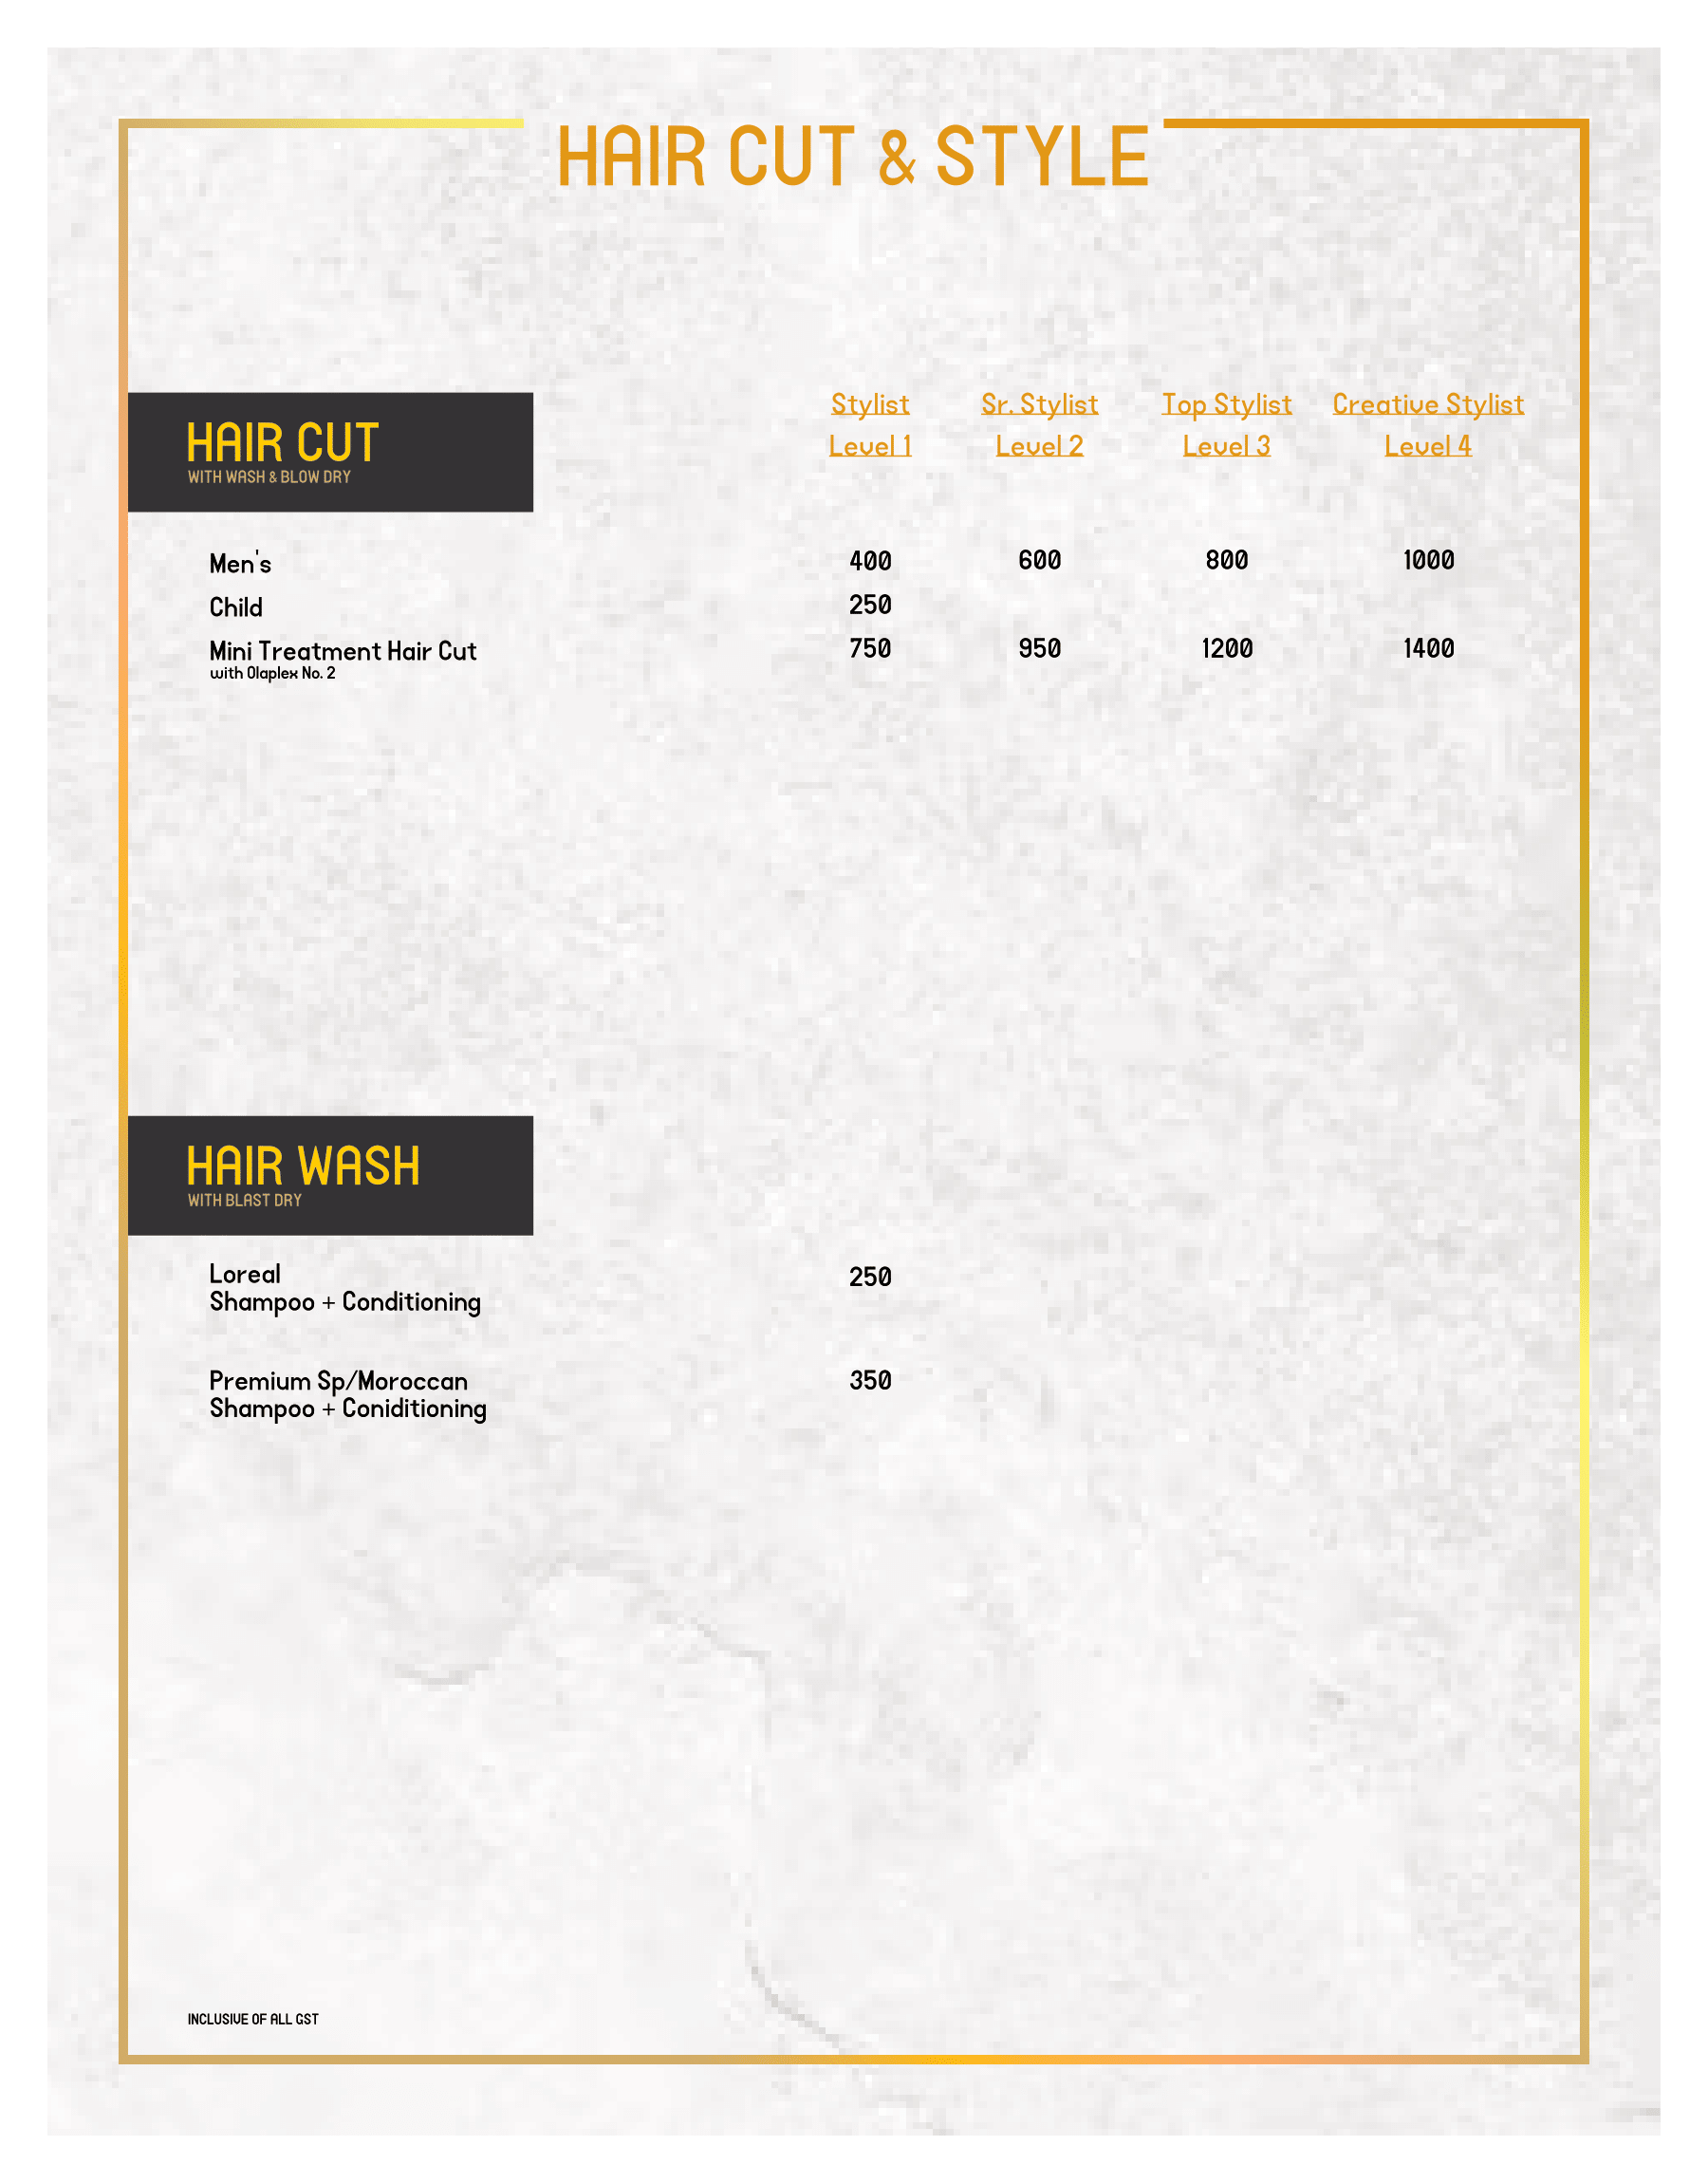 HAIR CUT & STYLE
HAIR CUT
WITH WASH & BLOW DRY
Stylist Sr. Stylist Top Stylist Creative Stylist
Level 1 Level 2 Level 3 Level 4
Men's 400 600 800 1000
Child 250
Mini Treatment Hair Cut 750 950 1200 1400
with Olaplex No. 2
HAIR WASH
WITH BLAST DRY
Loreal 250
Shampoo + Conditioning
Premium Sp/Moroccan 350
Shampoo + Coniditioning
INCLUSIVE OF ALL GST